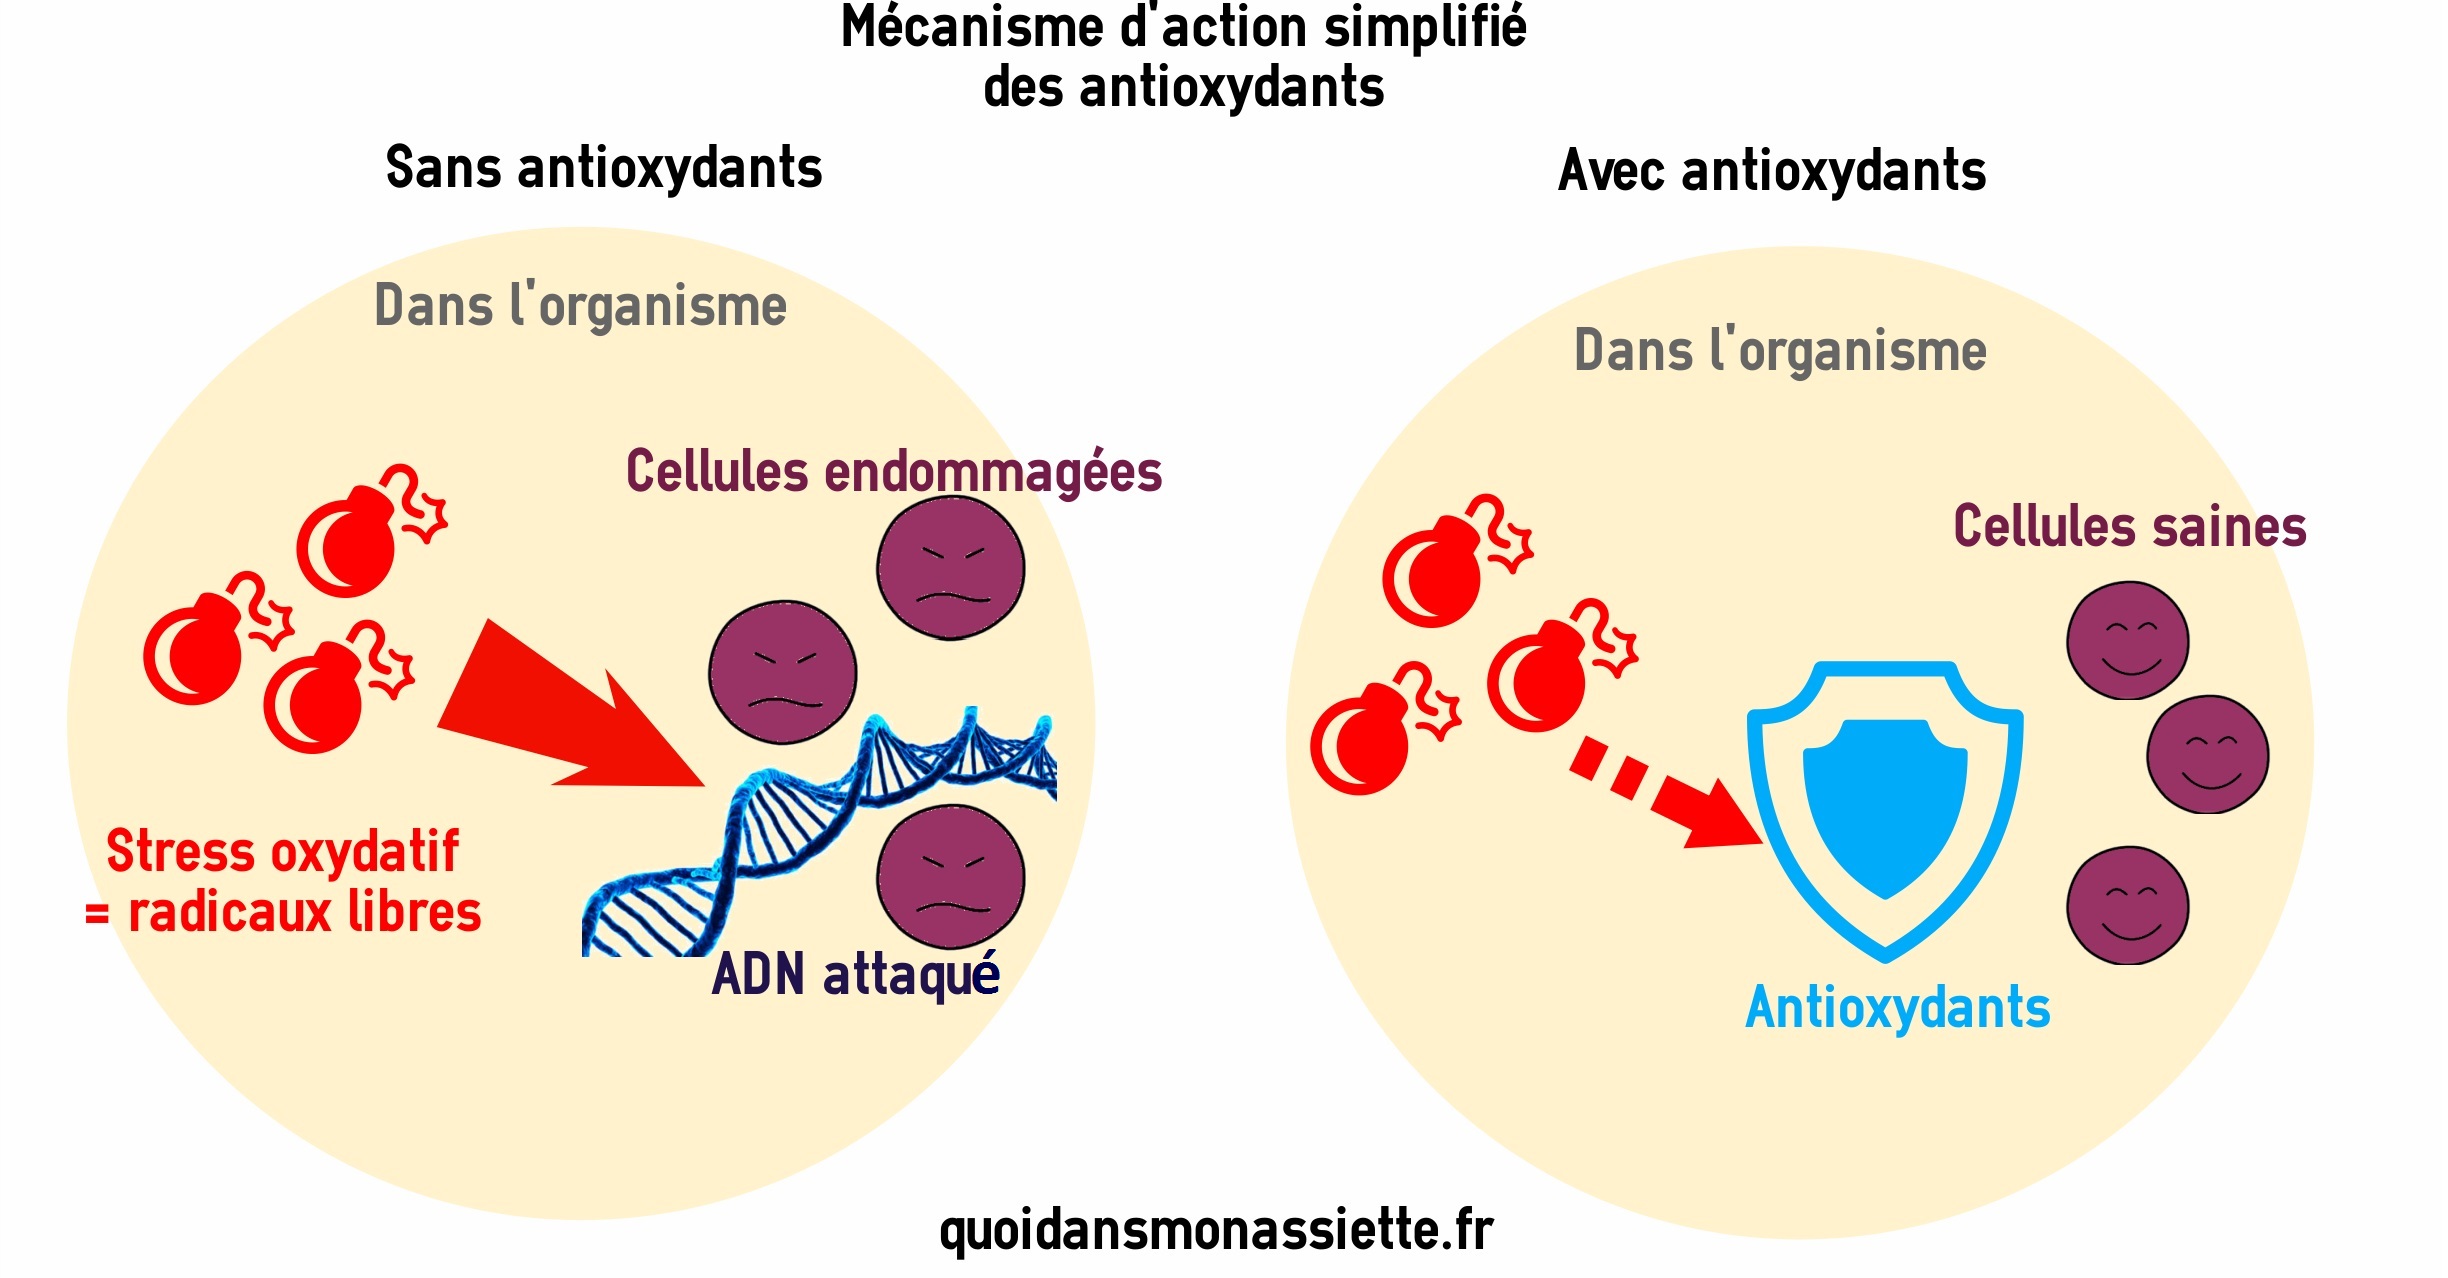 Mécanisme d'action simplifié
des antioxydants
Sans antioxydants
Dans l'organisme
Cellules endommagées
Stress oxydatif
= radicaux libres
ADN attaqué
Avec antioxydants
Dans l'organisme
Cellules saines
Antioxydants
quoidansmonassiette.fr